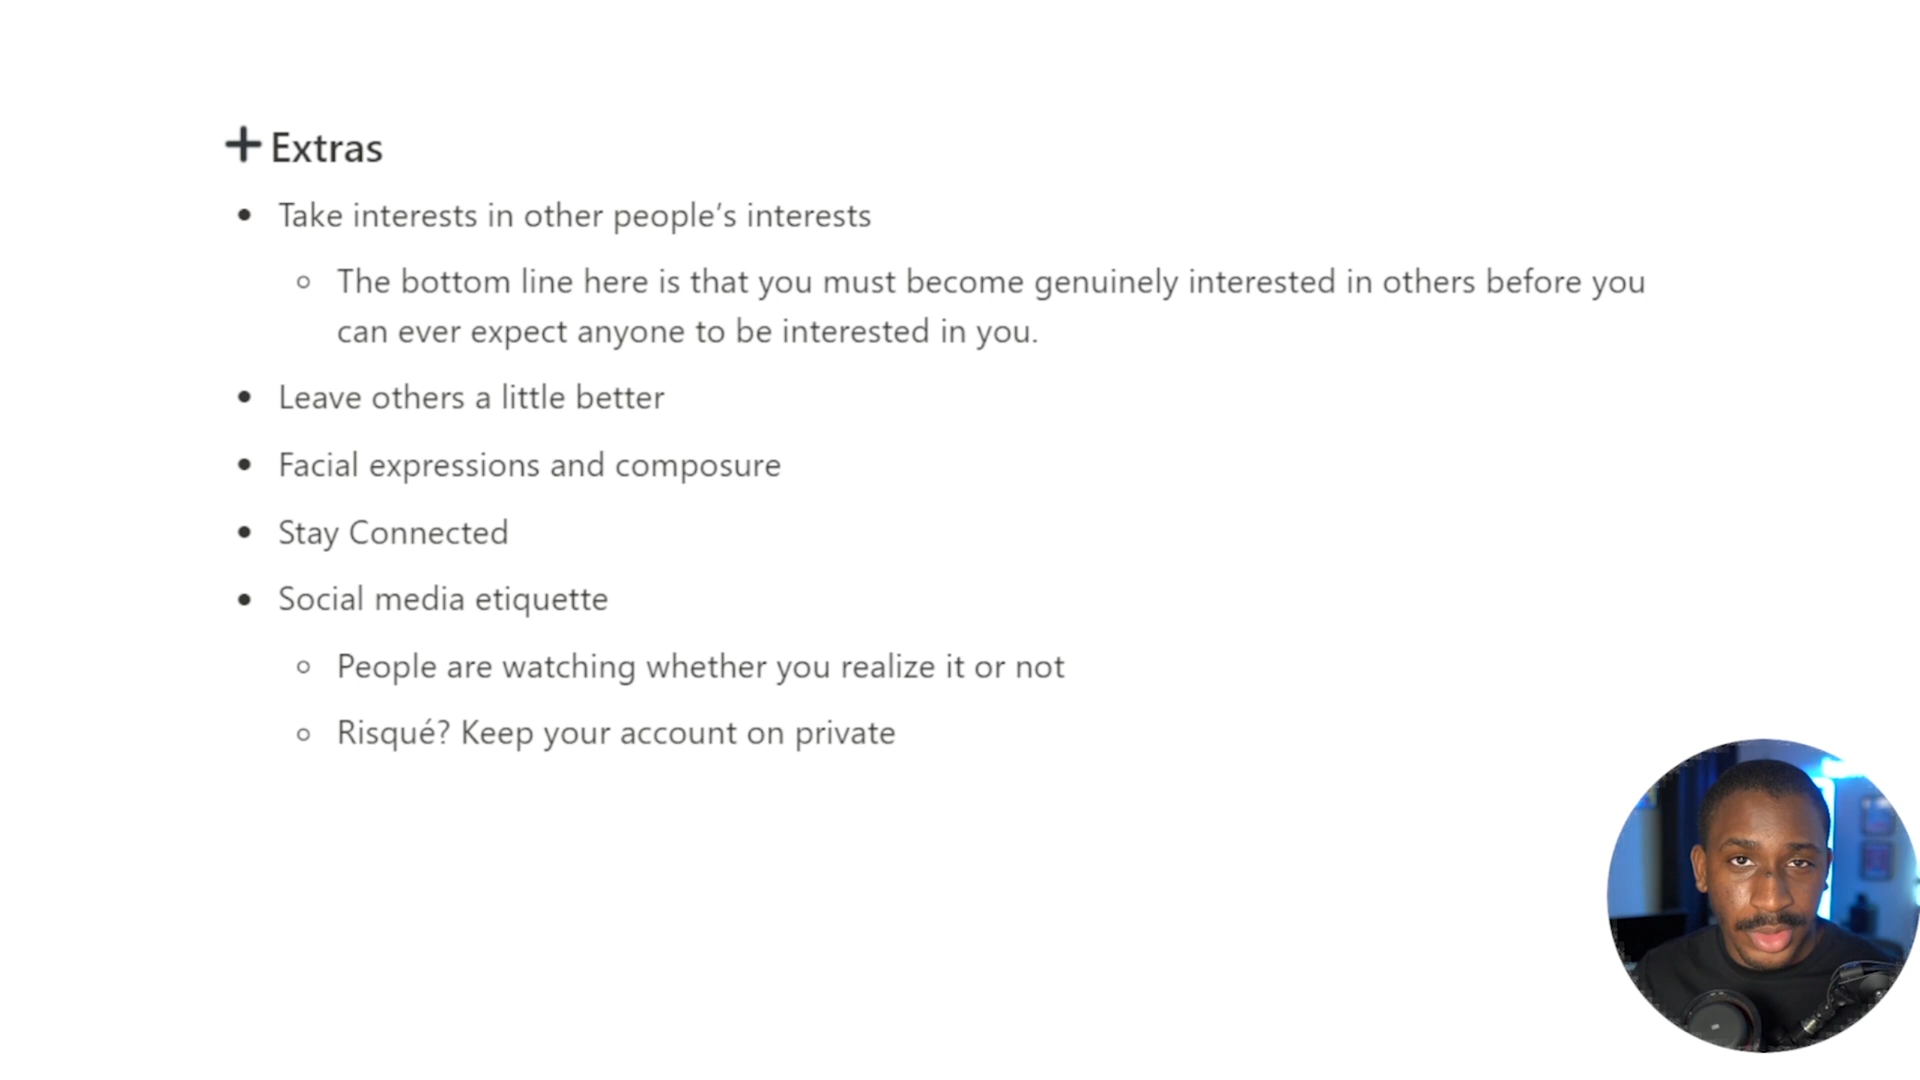 ➕ Extras
• Take interests in other people’s interests
◦ The bottom line here is that you must become genuinely interested in others before you
can ever expect anyone to be interested in you.
• Leave others a little better
• Facial expressions and composure
• Stay Connected
• Social media etiquette
◦ People are watching whether you realize it or not
◦ Risqué? Keep your account on private